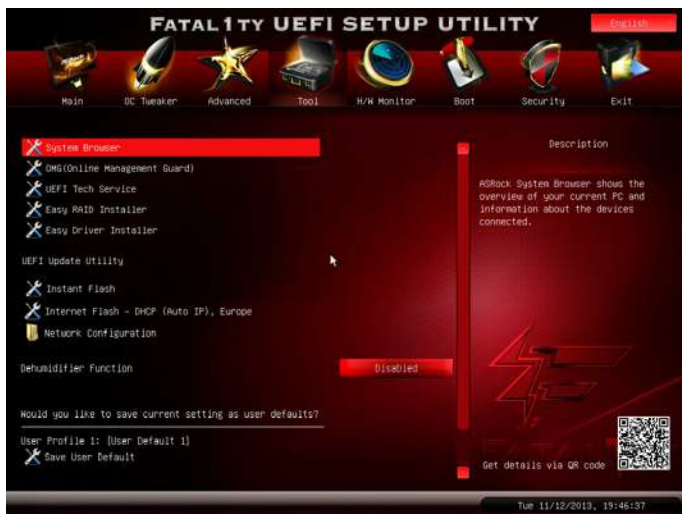 FATAL1TY UEFI SETUP UTILITY
English
Main
OC Tweaker
Advanced
Tool
H/W Monitor
Boot
Security
Exit
System Browser
OMG(Online Management Guard)
UEFI Tech Service
Easy RAID Installer
Easy Driver Installer
UEFI Update Utility
Instant Flash
Internet Flash - DHCP (Auto IP), Europe
Network Configuration
Dehumidifier Function
Disabled
Would you like to save current setting as user defaults?
User Profile 1: [User Default 1]
Save User Default
Description
ASRock System Browser shows the
overview of your current PC and
information about the devices
connected.
Get details via QR code
Tue 11/12/2013, 19:46:37